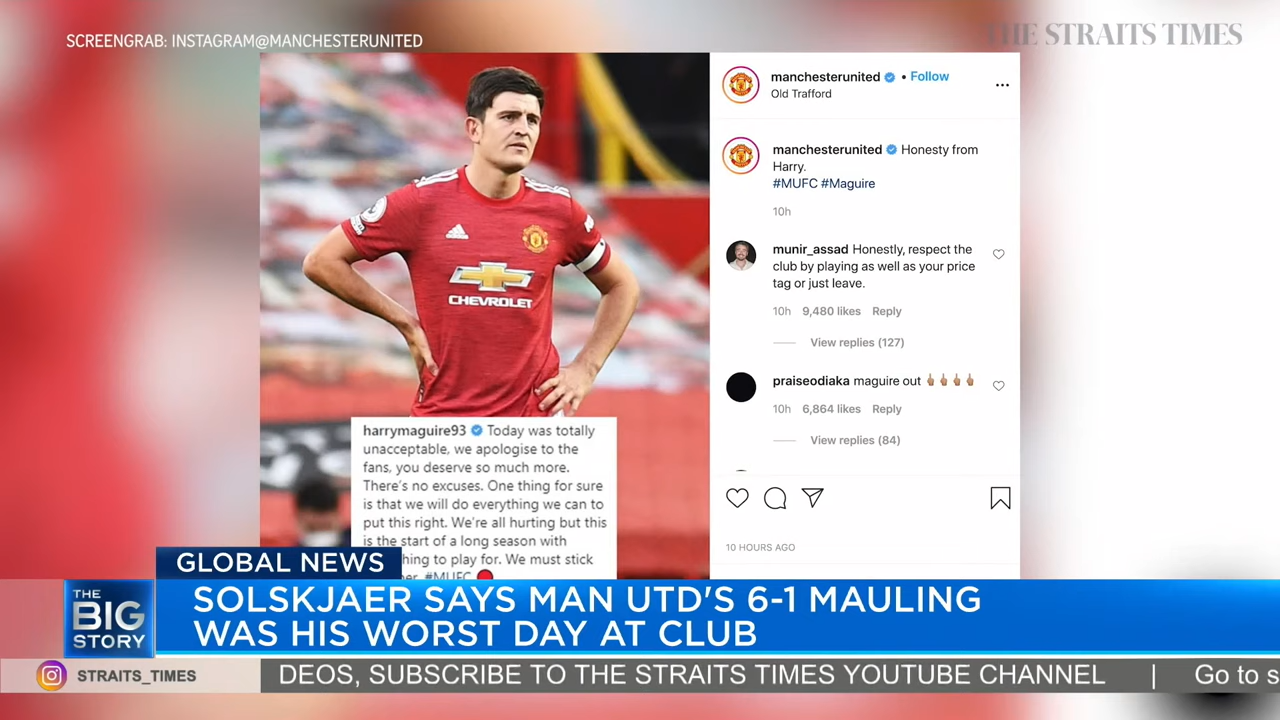 SCREENGRAB: INSTAGRAM@MANCHESTERUNITED
THE STRAITS TIMES
manchesterunited • Follow
Old Trafford
manchesterunited Honesty from
Harry.
#MUFC #Maguire
10h
munir_assad Honestly, respect the
club by playing as well as your price
tag or just leave.
10h 9,480 likes Reply
View replies (127)
praiseodiaka maguire out 👆🏽👆🏽👆🏽👆🏽
10h 6,864 likes Reply
View replies (84)
10 HOURS AGO
CHEVROLET
harrymaguire93 Today was totally
unacceptable, we apologise to the
fans, you deserve so much more.
There's no excuses. One thing for sure
is that we will do everything we can to
put this right. We're all hurting but this
is the start of a long season with
hing to play for. We must stick
#MUFC
GLOBAL NEWS
THE
BIG
STORY
SOLSKJAER SAYS MAN UTD'S 6-1 MAULING
WAS HIS WORST DAY AT CLUB
STRAITS_TIMES
DEOS, SUBSCRIBE TO THE STRAITS TIMES YOUTUBE CHANNEL | Go to s